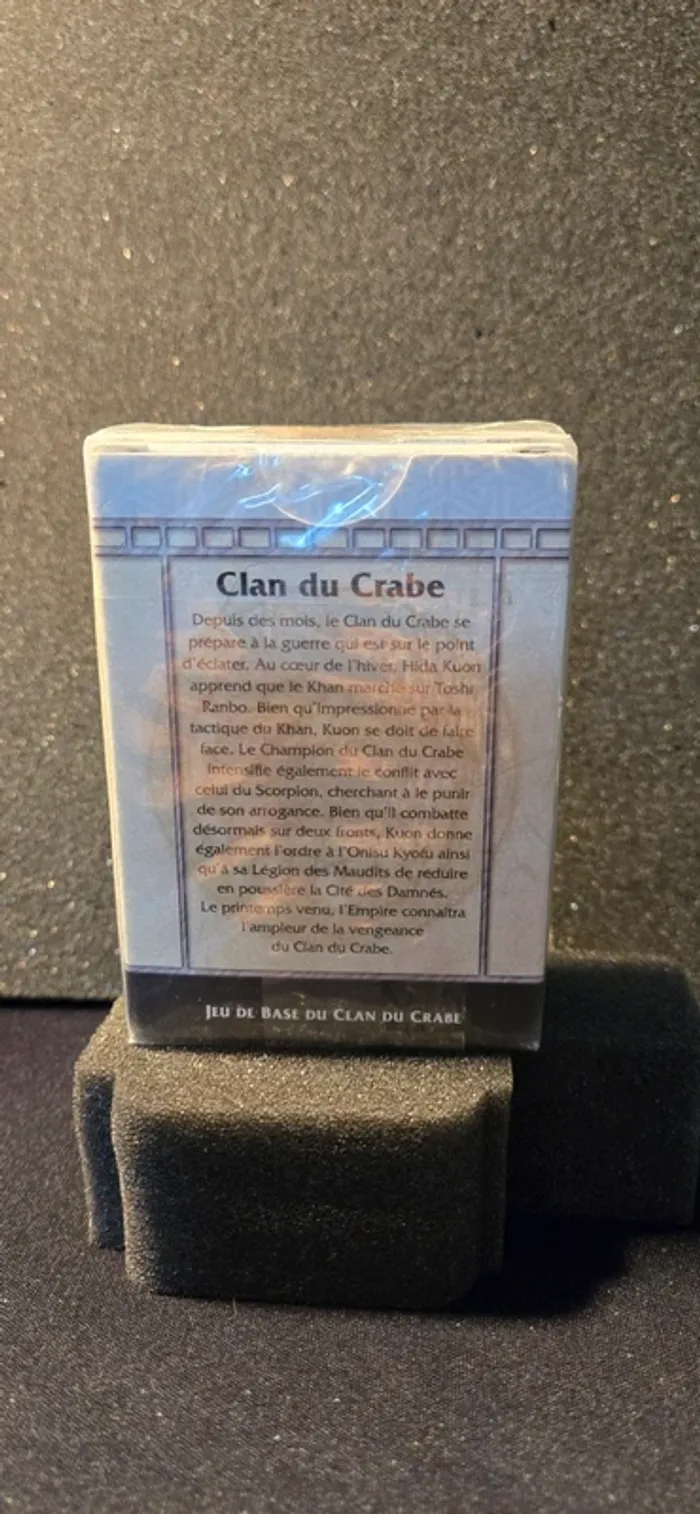 Clan du Crabe
Depuis des mois, le Clan du Crabe se
prépare à la guerre qui est sur le point
d'éclater. Au cœur de l'hiver, Hida Kuon
apprend que le Khan marche sur Toshi
Ranbo. Bien qu'impressionné par la
tactique du Khan, Kuon se doit de faire
face. Le Champion du Clan du Crabe
intensifie également le conflit avec
celui du Scorpion, cherchant à le punir
de son arrogance. Bien qu'il combatte
désormais sur deux fronts, Kuon donne
également l'ordre à l'Onisu Kyofu ainsi
qu'à sa Légion des Maudits de reduire
en poussière la Cité des Damnés.
Le printemps venu, l'Empire connaîtra
l'ampleur de la vengeance
du Clan du Crabe.
Jeu de Base du Clan du Crabe